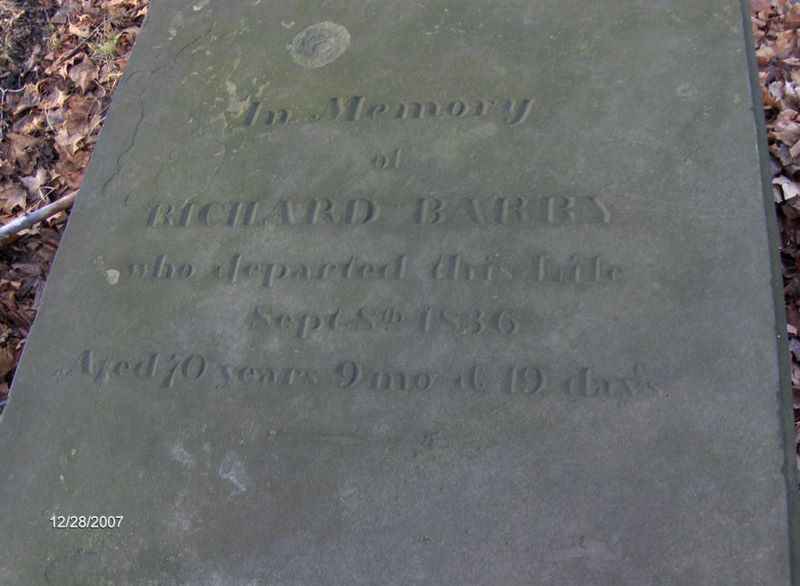 In Memory
of
RICHARD BARRY
who departed this Life
Sept 8th 1836
Aged 70 years 9 mo. & 19 days
12/28/2007